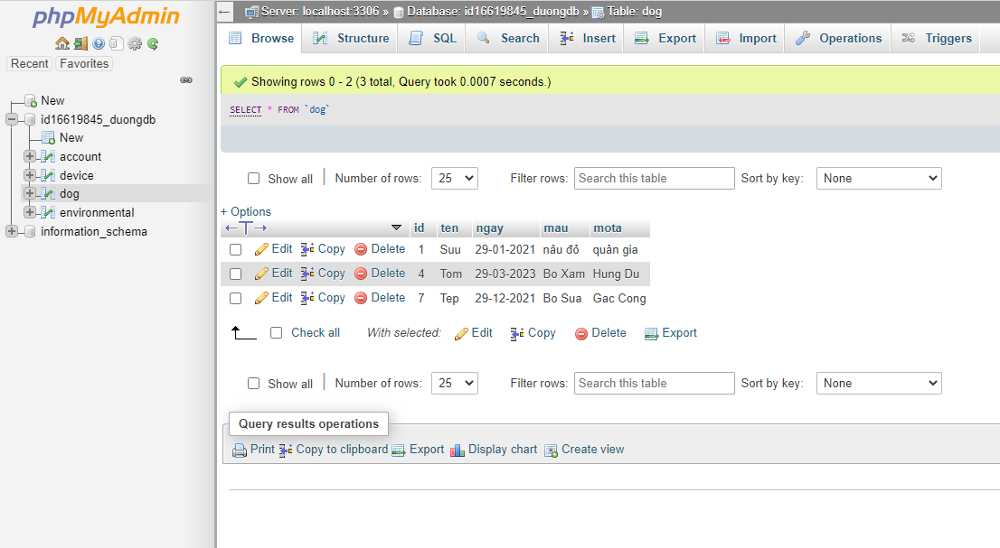 phpMyAdmin
Recent Favorites
New
id16619845_duongdb
New
account
device
dog
environmental
information_schema
Server: localhost:3306 » Database: id16619845_duongdb » Table: dog
Browse Structure SQL Search Insert Export Import Operations Triggers
Showing rows 0 - 2 (3 total, Query took 0.0007 seconds.)
SELECT * FROM `dog`
Show all Number of rows: 25 Filter rows: Search this table Sort by key: None
+ Options
←T→ id ten ngay mau mota
Edit Copy Delete 1 Suu 29-01-2021 nâu đỏ quản gia
Edit Copy Delete 4 Tom 29-03-2023 Bo Xam Hung Du
Edit Copy Delete 7 Tep 29-12-2021 Bo Sua Gac Cong
Check all With selected: Edit Copy Delete Export
Show all Number of rows: 25 Filter rows: Search this table Sort by key: None
Query results operations
Print Copy to clipboard Export Display chart Create view